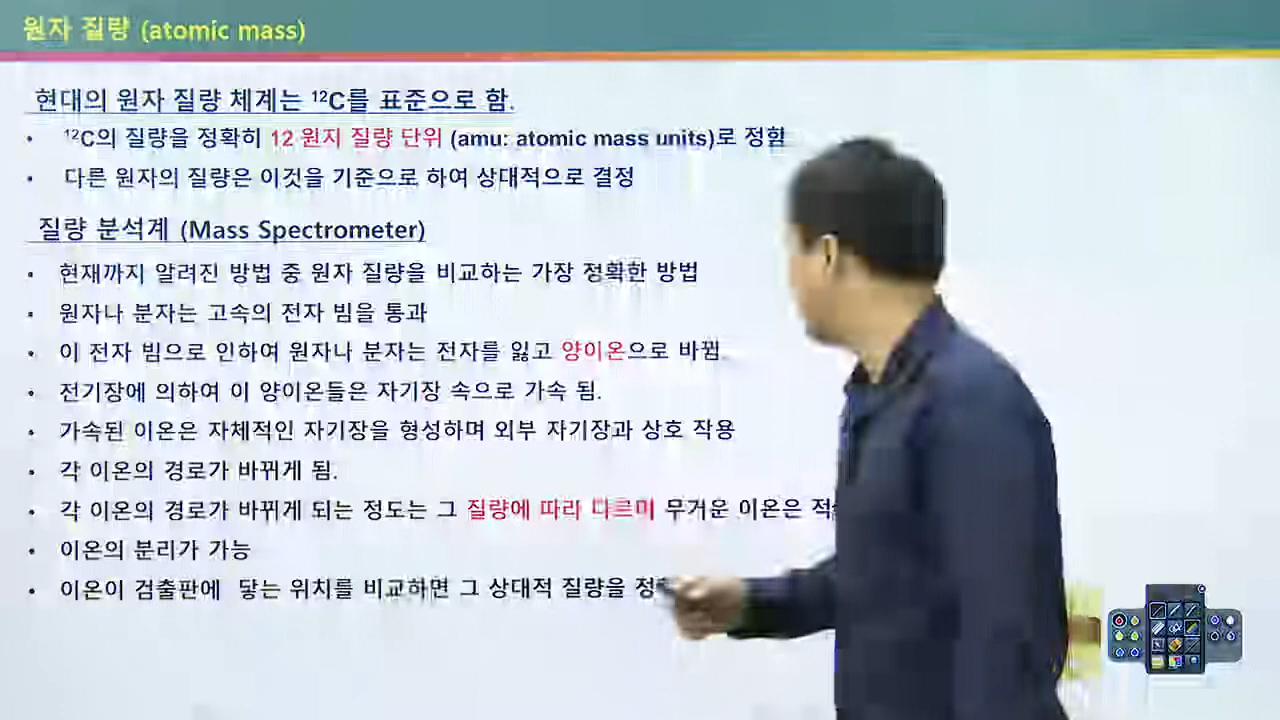 원자 질량 (atomic mass)
현대의 원자 질량 체계는 ¹²C를 표준으로 함.
• ¹²C의 질량을 정확히 12 원자 질량 단위 (amu: atomic mass units)로 정함
• 다른 원자의 질량은 이것을 기준으로 하여 상대적으로 결정
질량 분석계 (Mass Spectrometer)
• 현재까지 알려진 방법 중 원자 질량을 비교하는 가장 정확한 방법
• 원자나 분자는 고속의 전자 빔을 통과
• 이 전자 빔으로 인하여 원자나 분자는 전자를 잃고 양이온으로 바뀜.
• 전기장에 의하여 이 양이온들은 자기장 속으로 가속 됨.
• 가속된 이온은 자체적인 자기장을 형성하며 외부 자기장과 상호 작용
• 각 이온의 경로가 바뀌게 됨.
• 각 이온의 경로가 바뀌게 되는 정도는 그 질량에 따라 다르며 무거운 이온은
• 이온의 분리가 가능
• 이온이 검출판에 닿는 위치를 비교하면 그 상대적 질량을